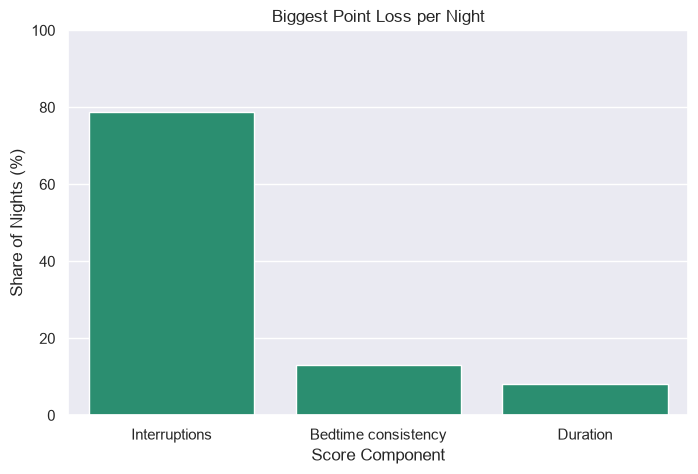 Biggest Point Loss per Night
Share of Nights (%)
100
80
60
40
20
0
Interruptions
Bedtime consistency
Duration
Score Component